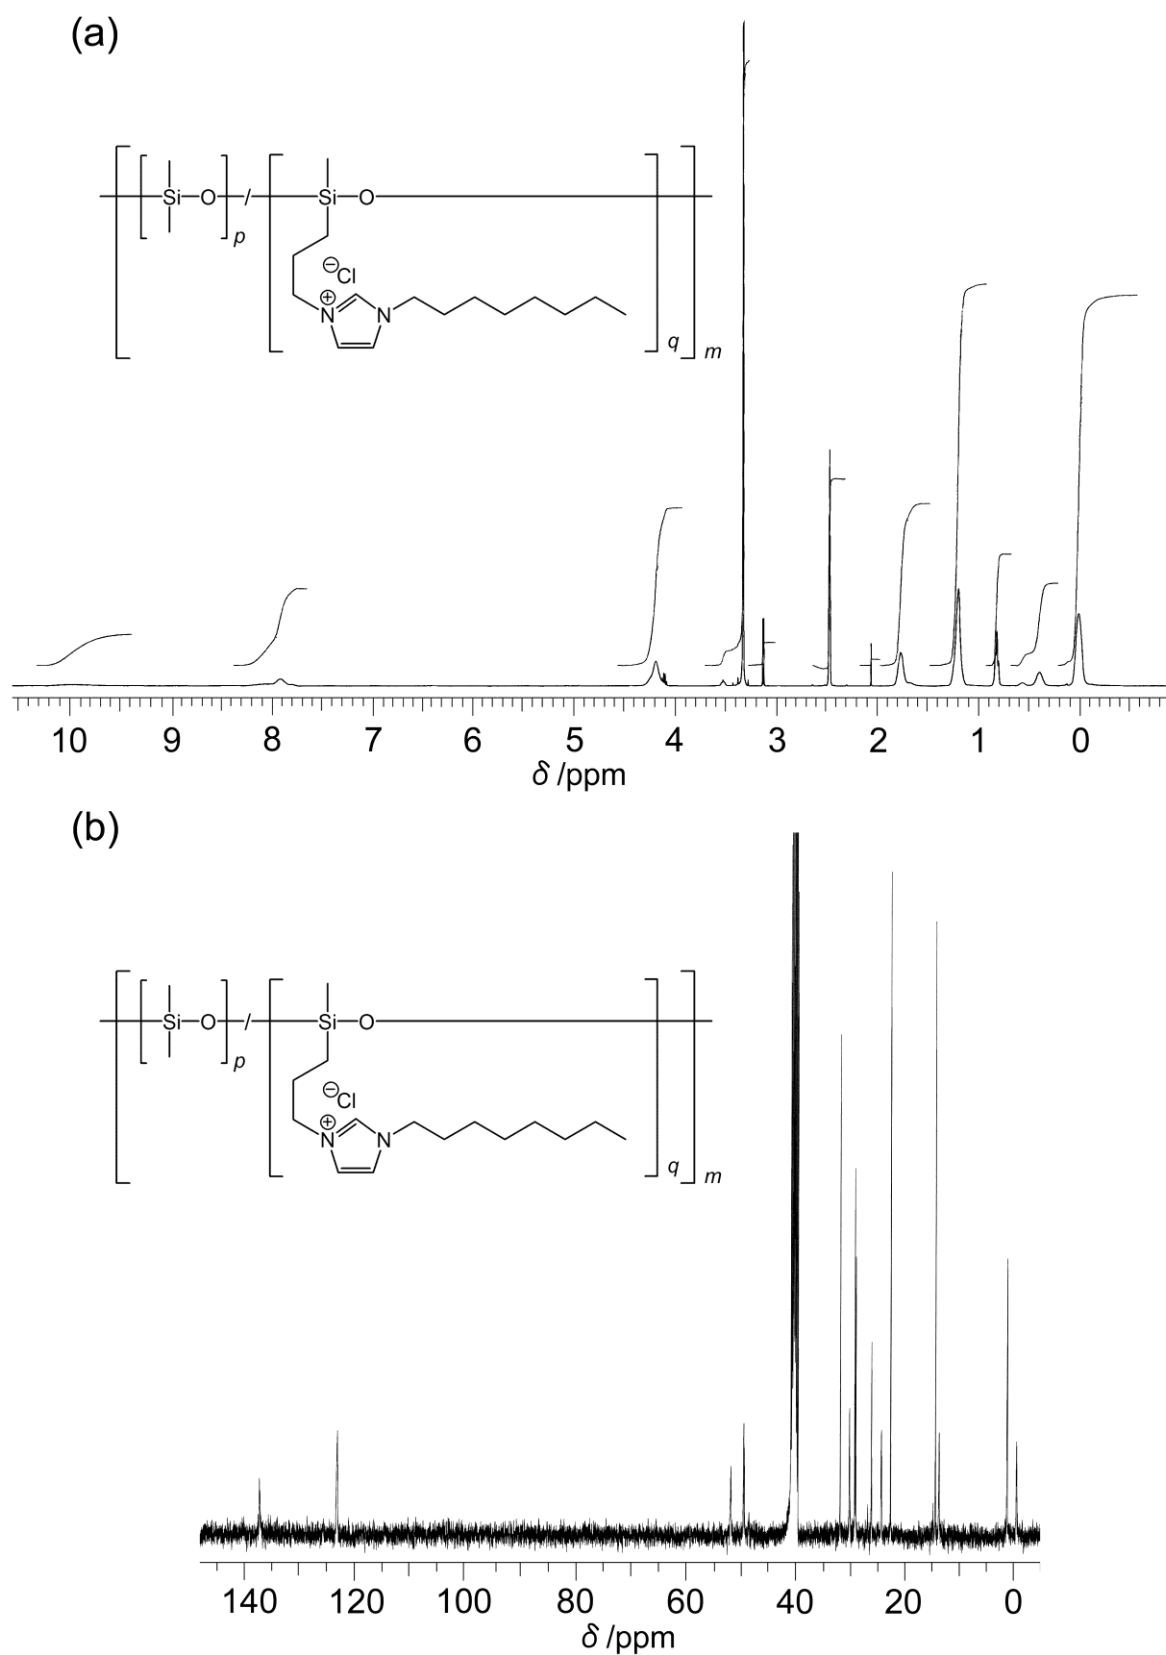 (a)
Si O p / Si O
⊖Cl
⊕
N N
q m
10 9 8 7 6 5 4 3 2 1 0
δ /ppm
(b)
Si O p / Si O
⊖Cl
⊕
N N
q m
140 120 100 80 60 40 20 0
δ /ppm